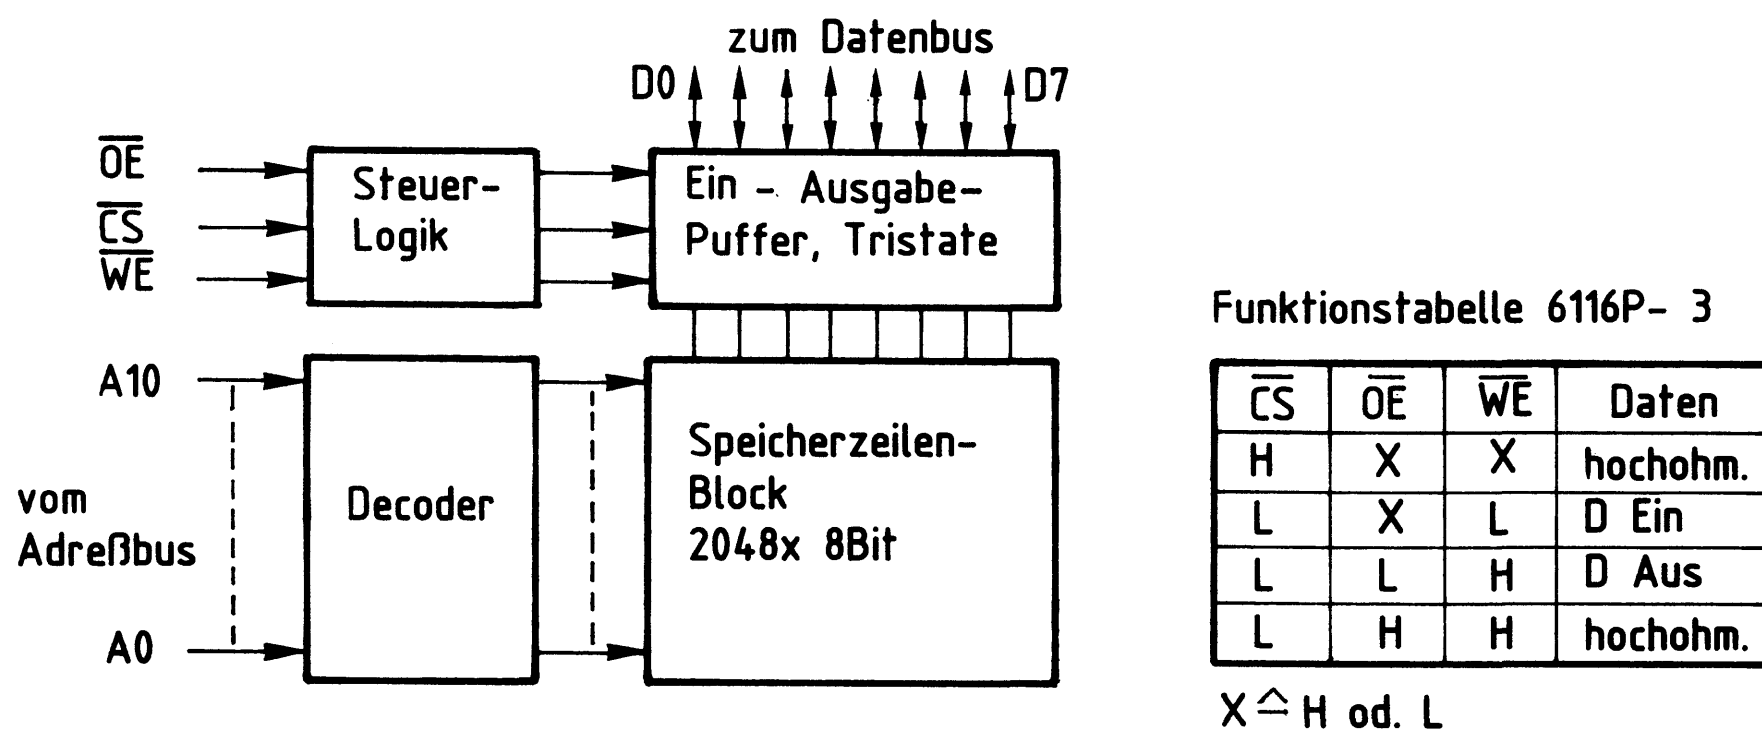 zum Datenbus
D0 D7
OE
CS
WE
Steuer-
Logik
Ein - Ausgabe-
Puffer, Tristate
A10
vom
Adreßbus
A0
Decoder
Speicherzeilen-
Block
2048x 8Bit
Funktionstabelle 6116P- 3
CS OE WE Daten
H X X hochohm.
L X L D Ein
L L H D Aus
L H H hochohm.
X ≙ H od. L